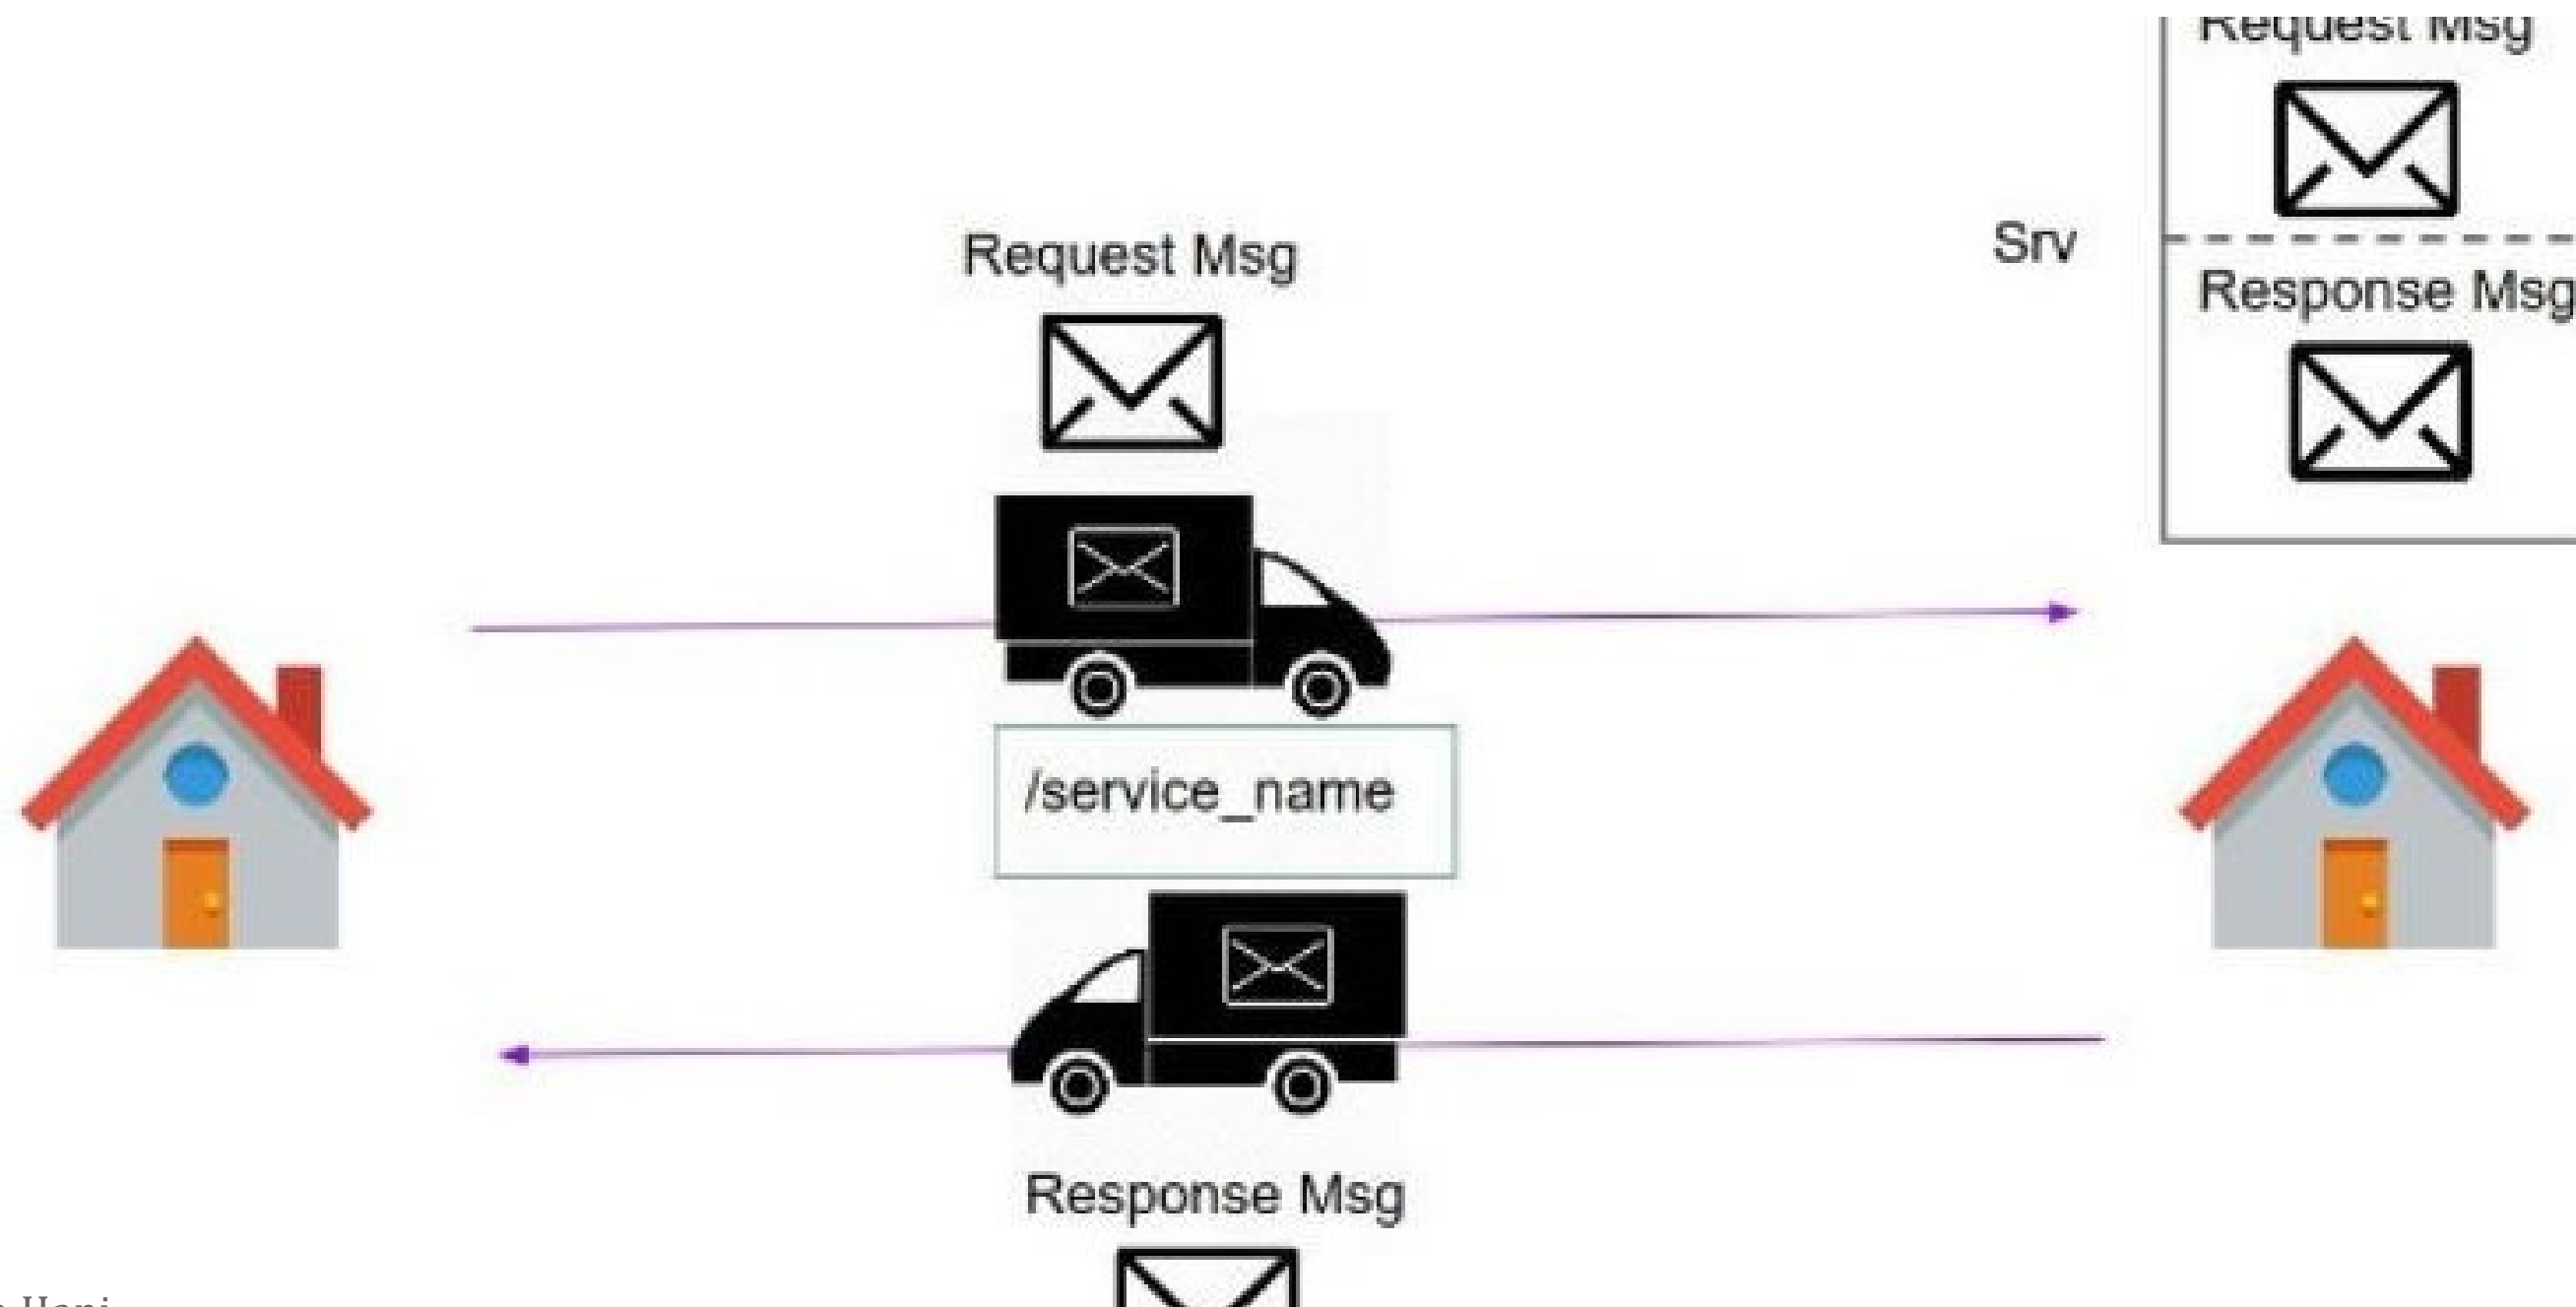 Request Msg
Request Msg
Srv
Response Msg
/service_name
Response Msg